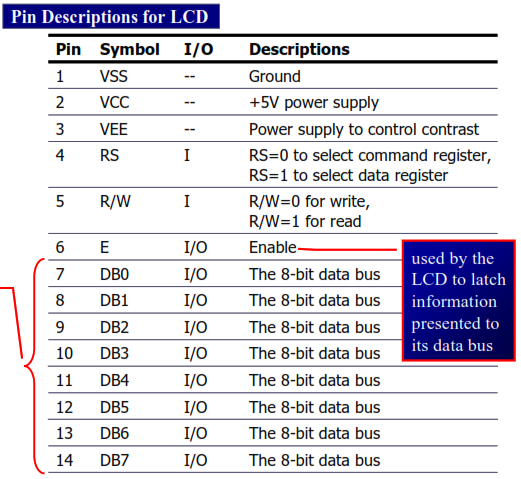 Pin Descriptions for LCD
Pin Symbol I/O Descriptions
1 VSS -- Ground
2 VCC -- +5V power supply
3 VEE -- Power supply to control contrast
4 RS I RS=0 to select command register,
RS=1 to select data register
5 R/W I R/W=0 for write,
R/W=1 for read
6 E I/O Enable
used by the
LCD to latch
information
presented to
its data bus
7 DB0 I/O The 8-bit data bus
8 DB1 I/O The 8-bit data bus
9 DB2 I/O The 8-bit data bus
10 DB3 I/O The 8-bit data bus
11 DB4 I/O The 8-bit data bus
12 DB5 I/O The 8-bit data bus
13 DB6 I/O The 8-bit data bus
14 DB7 I/O The 8-bit data bus